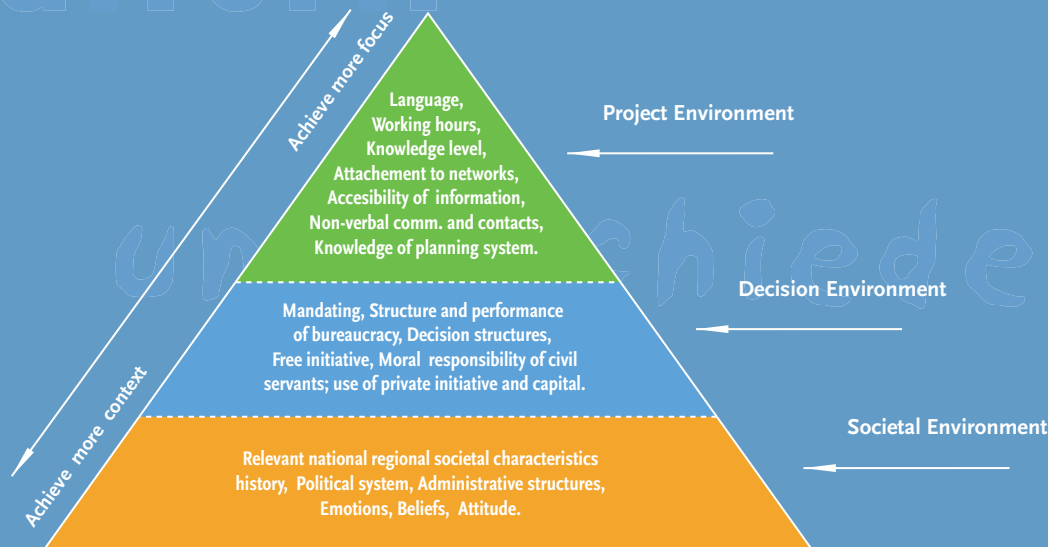 Achieve more focus
Language,
Working hours,
Knowledge level,
Attachement to networks,
Accesibility of information,
Non-verbal comm. and contacts,
Knowledge of planning system.
Project Environment
Mandating, Structure and performance
of bureaucracy, Decision structures,
Free initiative, Moral responsibility of civil
servants; use of private initiative and capital.
Decision Environment
Achieve more context
Relevant national regional societal characteristics
history, Political system, Administrative structures,
Emotions, Beliefs, Attitude.
Societal Environment